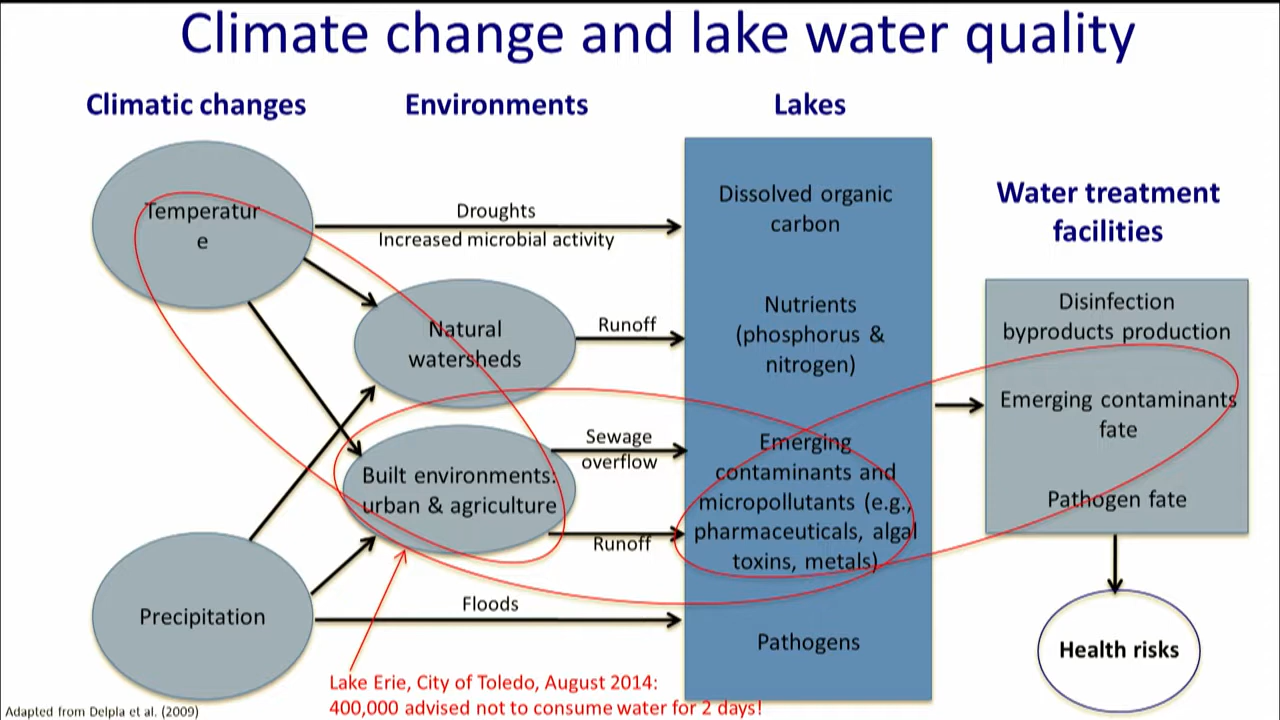 Climate change and lake water quality
Climatic changes
Environments
Lakes
Water treatment
facilities
Temperatur
e
Droughts
Increased microbial activity
Natural
watersheds
Runoff
Built environments:
urban & agriculture
Sewage
overflow
Runoff
Precipitation
Floods
Dissolved organic
carbon
Nutrients
(phosphorus &
nitrogen)
Emerging
contaminants and
micropollutants (e.g.,
pharmaceuticals, algal
toxins, metals)
Pathogens
Disinfection
byproducts production
Emerging contaminants
fate
Pathogen fate
Health risks
Lake Erie, City of Toledo, August 2014:
400,000 advised not to consume water for 2 days!
Adapted from Delpla et al. (2009)